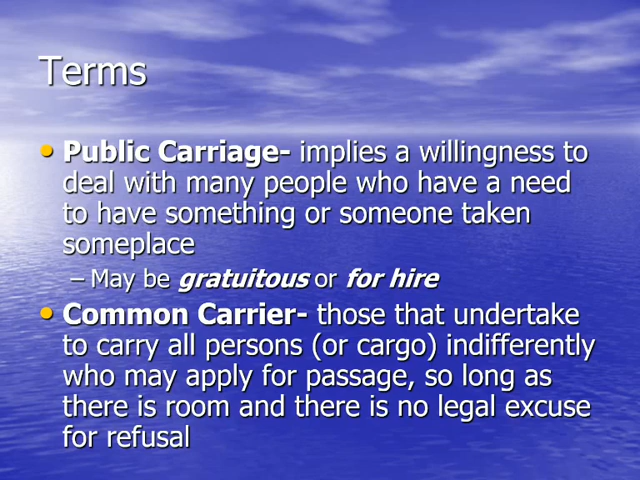 Terms
• Public Carriage- implies a willingness to
deal with many people who have a need
to have something or someone taken
someplace
– May be gratuitous or for hire
• Common Carrier- those that undertake
to carry all persons (or cargo) indifferently
who may apply for passage, so long as
there is room and there is no legal excuse
for refusal